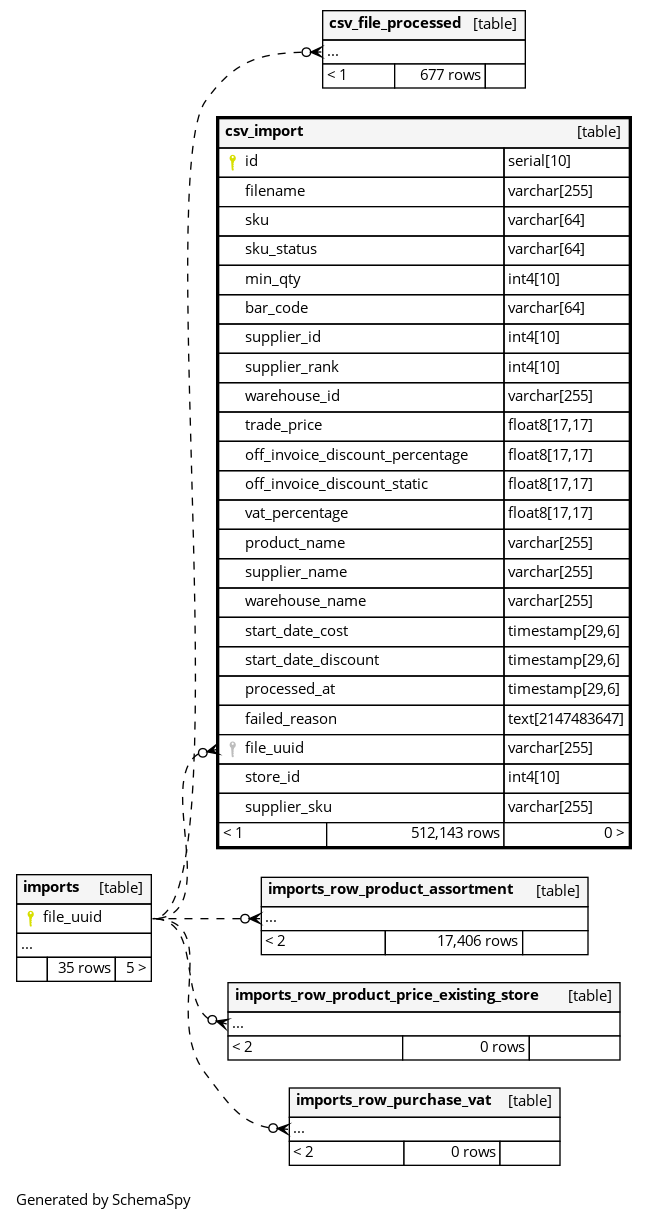 csv_file_processed [table]
...
< 1 677 rows
csv_import [table]
id serial[10]
filename varchar[255]
sku varchar[64]
sku_status varchar[64]
min_qty int4[10]
bar_code varchar[64]
supplier_id int4[10]
supplier_rank int4[10]
warehouse_id varchar[255]
trade_price float8[17,17]
off_invoice_discount_percentage float8[17,17]
off_invoice_discount_static float8[17,17]
vat_percentage float8[17,17]
product_name varchar[255]
supplier_name varchar[255]
warehouse_name varchar[255]
start_date_cost timestamp[29,6]
start_date_discount timestamp[29,6]
processed_at timestamp[29,6]
failed_reason text[2147483647]
file_uuid varchar[255]
store_id int4[10]
supplier_sku varchar[255]
< 1 512,143 rows 0 >
imports [table]
file_uuid
...
35 rows 5 >
imports_row_product_assortment [table]
...
< 2 17,406 rows
imports_row_product_price_existing_store [table]
...
< 2 0 rows
imports_row_purchase_vat [table]
...
< 2 0 rows
Generated by SchemaSpy